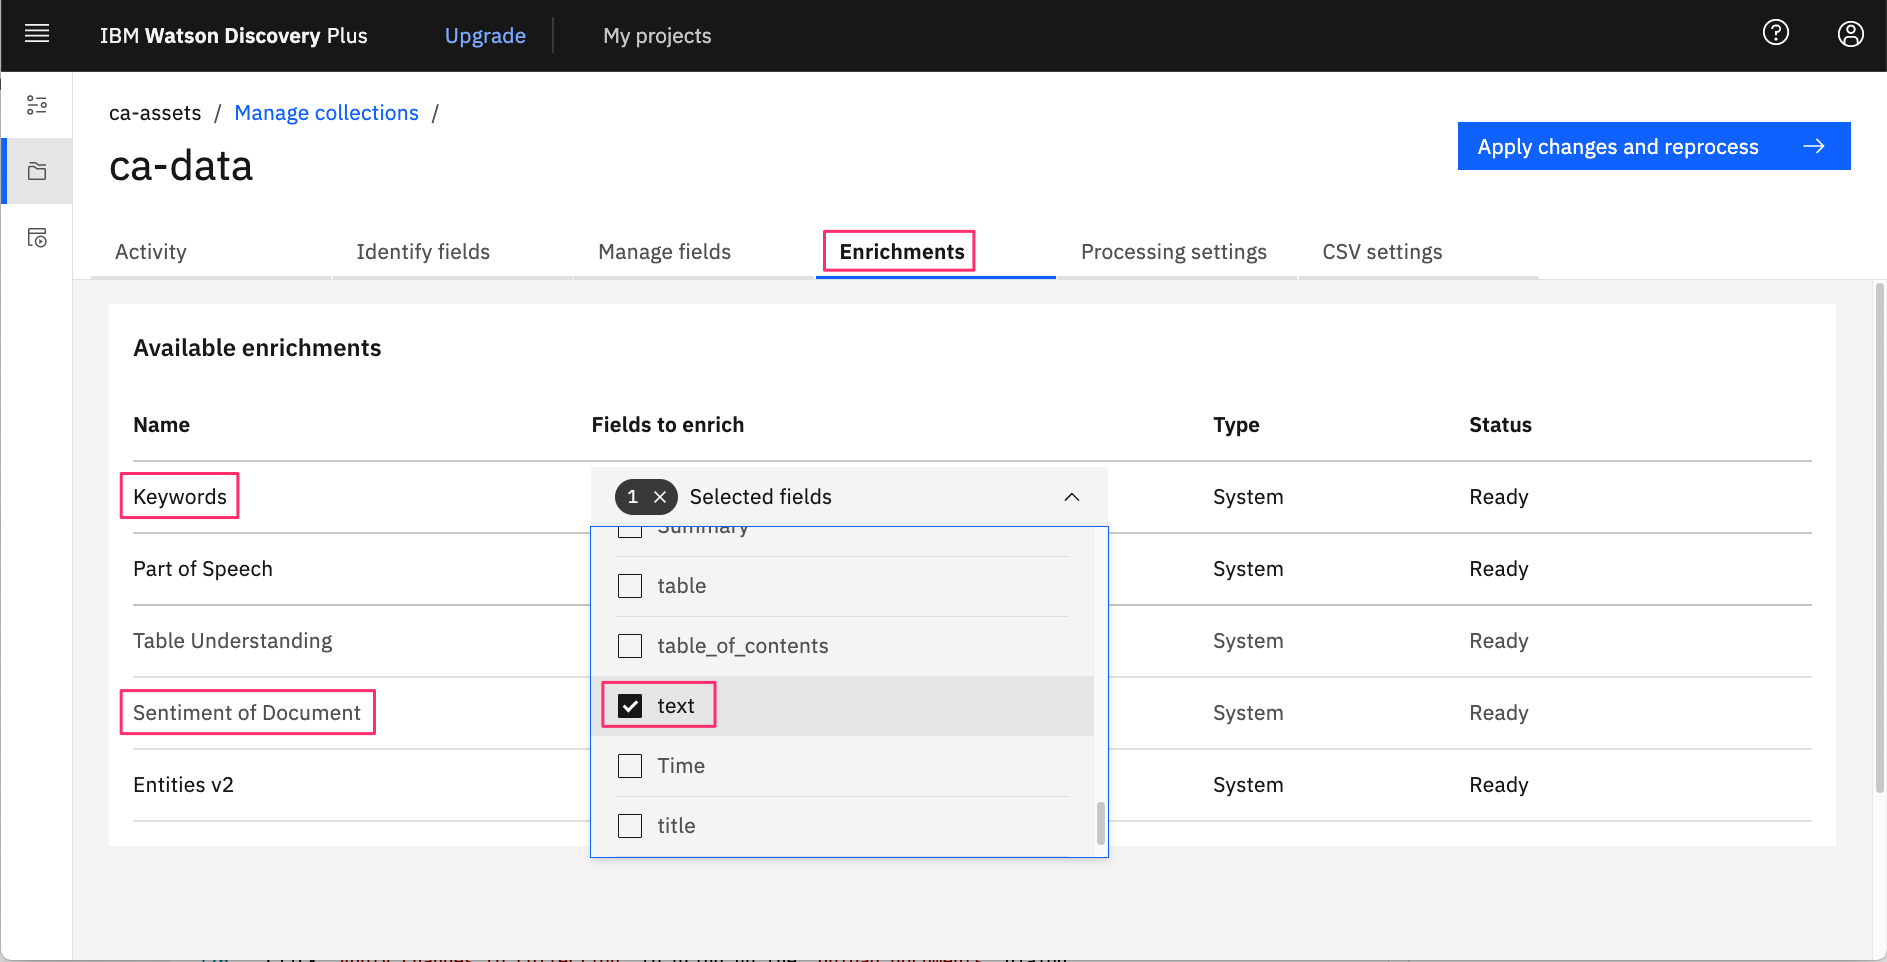 IBM Watson Discovery Plus Upgrade My projects
ca-assets / Manage collections /
ca-data
Apply changes and reprocess
Activity Identify fields Manage fields Enrichments Processing settings CSV settings
Available enrichments
Name Fields to enrich Type Status
Keywords 1 Selected fields System Ready
Summary
Part of Speech System Ready
table
Table Understanding System Ready
table_of_contents
Sentiment of Document text System Ready
Time
Entities v2 System Ready
title